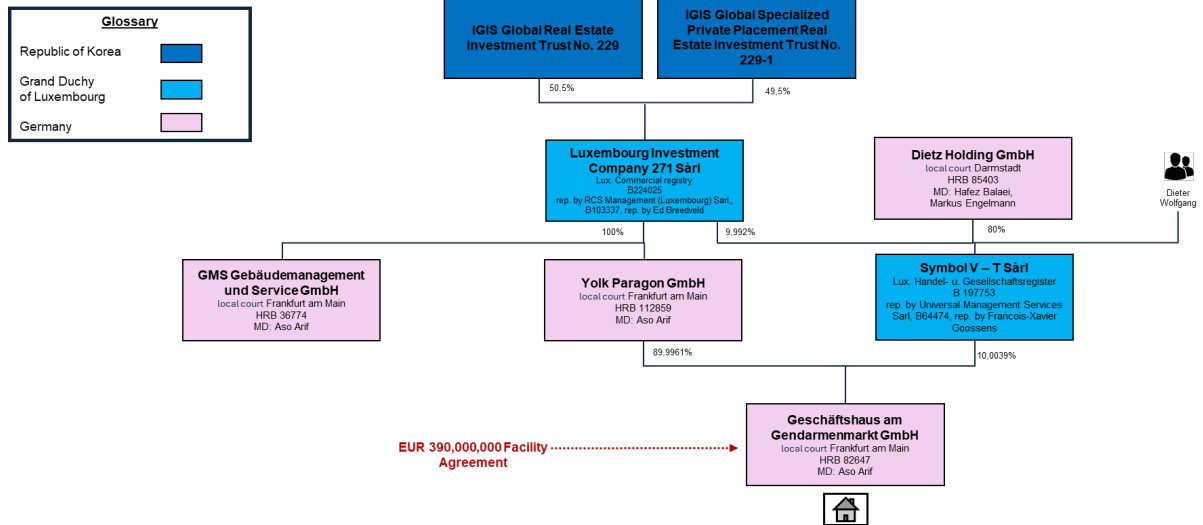 Glossary
Republic of Korea
Grand Duchy
of Luxembourg
Germany
IGIS Global Real Estate
Investment Trust No. 229
IGIS Global Specialized
Private Placement Real
Estate Investment Trust No.
229-1
50,5%
49,5%
Luxembourg Investment
Company 271 Sàrl
Lux. Commercial registry
B224025
rep. by RCS Management (Luxembourg) Sarl,,
B103337, rep. by Ed Breedveld
Dietz Holding GmbH
local court Darmstadt
HRB 85403
MD: Hafez Balaei,
Markus Engelmann
Dieter
Wolfgang
100%
9,992%
80%
GMS Gebäudemanagement
und Service GmbH
local court Frankfurt am Main
HRB 36774
MD: Aso Arif
Yolk Paragon GmbH
local court Frankfurt am Main
HRB 112859
MD: Aso Arif
Symbol V – T Sàrl
Lux. Handel- u. Gesellschaftsregister
B 197753
rep. by Universal Management Services
Sarl, B64474, rep. by Francois-Xavier
Goossens
89,9961%
10,0039%
Geschäftshaus am
Gendarmenmarkt GmbH
local court Frankfurt am Main
HRB 82647
MD: Aso Arif
EUR 390,000,000 Facility
Agreement